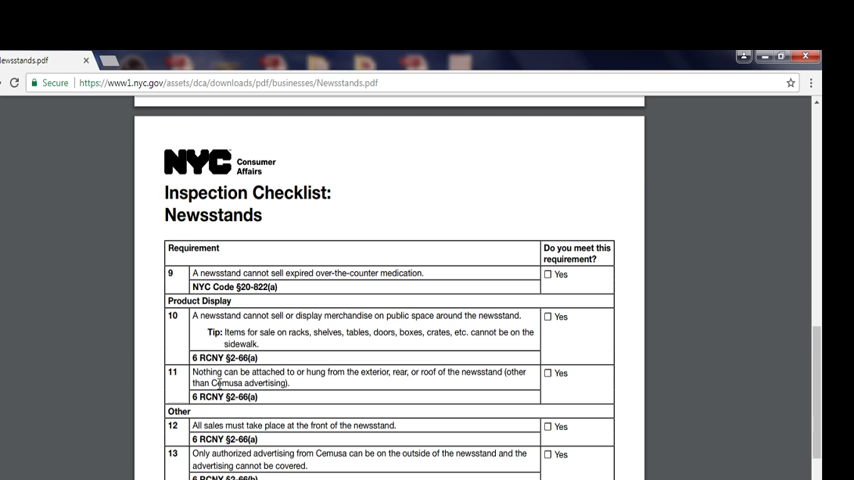 ewsstands.pdf
Secure https://www1.nyc.gov/assets/dca/downloads/pdf/businesses/Newsstands.pdf
NYC Consumer
Affairs
Inspection Checklist:
Newsstands
Requirement
Do you meet this
requirement?
9 A newsstand cannot sell expired over-the-counter medication. Yes
NYC Code §20-822(a)
Product Display
10 A newsstand cannot sell or display merchandise on public space around the newsstand. Yes
Tip: Items for sale on racks, shelves, tables, doors, boxes, crates, etc. cannot be on the
sidewalk.
6 RCNY §2-66(a)
11 Nothing can be attached to or hung from the exterior, rear, or roof of the newsstand (other Yes
than Cemusa advertising).
6 RCNY §2-66(a)
Other
12 All sales must take place at the front of the newsstand. Yes
6 RCNY §2-66(a)
13 Only authorized advertising from Cemusa can be on the outside of the newsstand and the Yes
advertising cannot be covered.
6 RCNY §2-66(b)